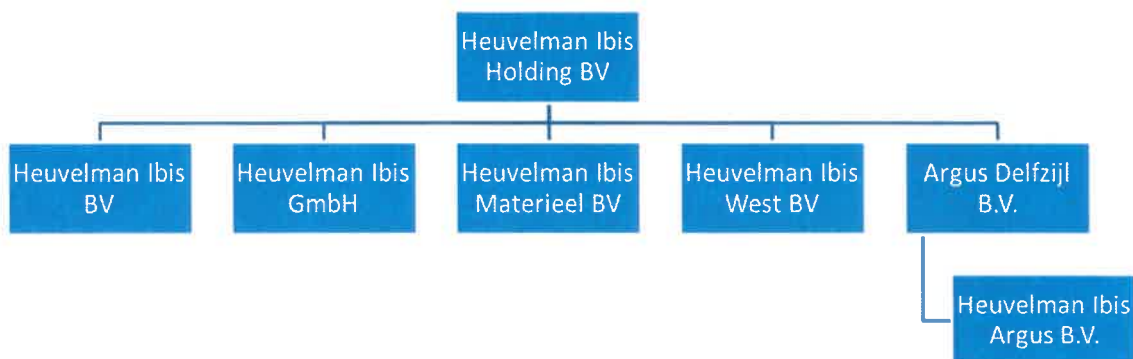 Heuvelman Ibis
Holding BV
Heuvelman Ibis
BV
Heuvelman Ibis
GmbH
Heuvelman Ibis
Materieel BV
Heuvelman Ibis
West BV
Argus Delfzijl
B.V.
Heuvelman Ibis
Argus B.V.